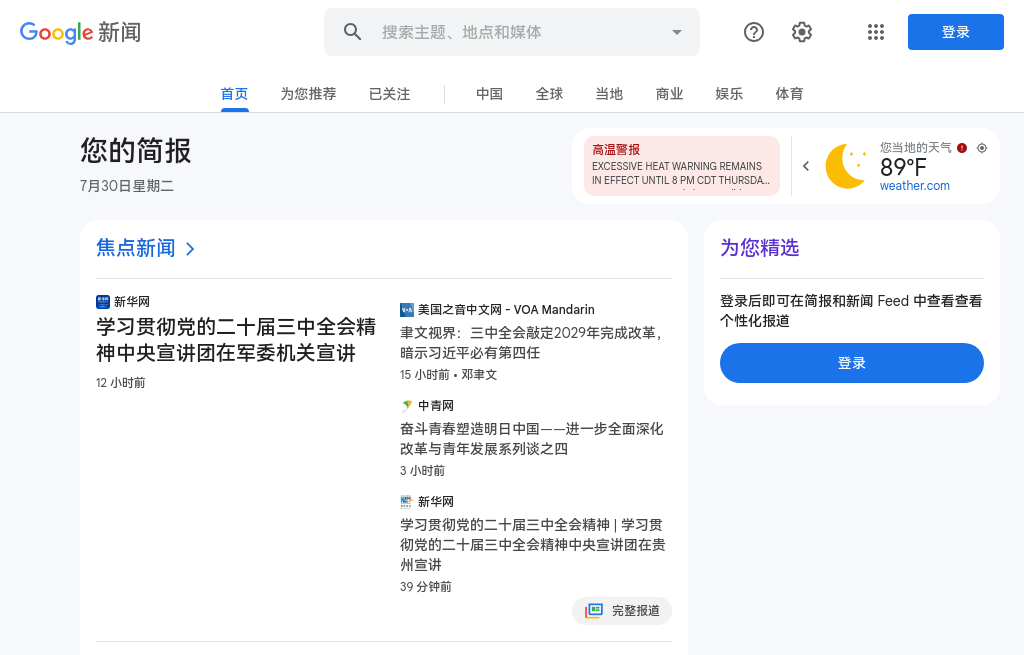 Google 新闻
搜索主题、地点和媒体
登录
首页
为您推荐
已关注
中国
全球
当地
商业
娱乐
体育
您的简报
7月30日星期二
高温警报
EXCESSIVE HEAT WARNING REMAINS
IN EFFECT UNTIL 8 PM CDT THURSDA...
您当地的天气
89°F
weather.com
焦点新闻
新华网
学习贯彻党的二十届三中全会精
神中央宣讲团在军委机关宣讲
12 小时前
美国之音中文网 - VOA Mandarin
聿文视界：三中全会敲定2029年完成改革，
暗示习近平必有第四任
15 小时前 • 邓聿文
中青网
奋斗青春塑造明日中国——进一步全面深化
改革与青年发展系列谈之四
3 小时前
新华网
学习贯彻党的二十届三中全会精神 | 学习贯
彻党的二十届三中全会精神中央宣讲团在贵
州宣讲
39 分钟前
完整报道
为您精选
登录后即可在简报和新闻 Feed 中查看查看
个性化报道
登录